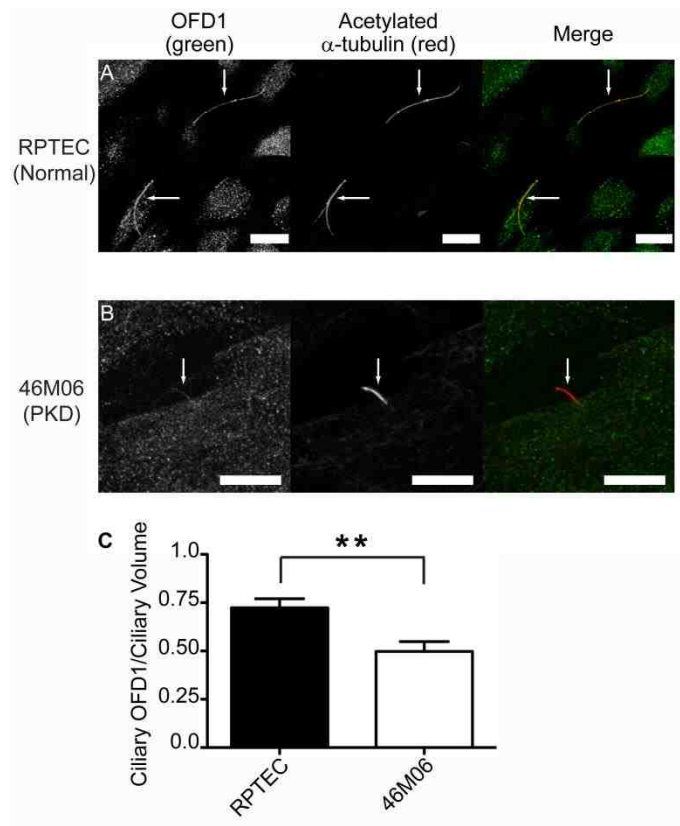 OFD1
(green)
Acetylated
α-tubulin (red)
Merge
A
RPTEC
(Normal)
B
46M06
(PKD)
C
**
Ciliary OFD1/Ciliary Volume
1.0
0.75
0.50
0.25
0.0
RPTEC
46M06